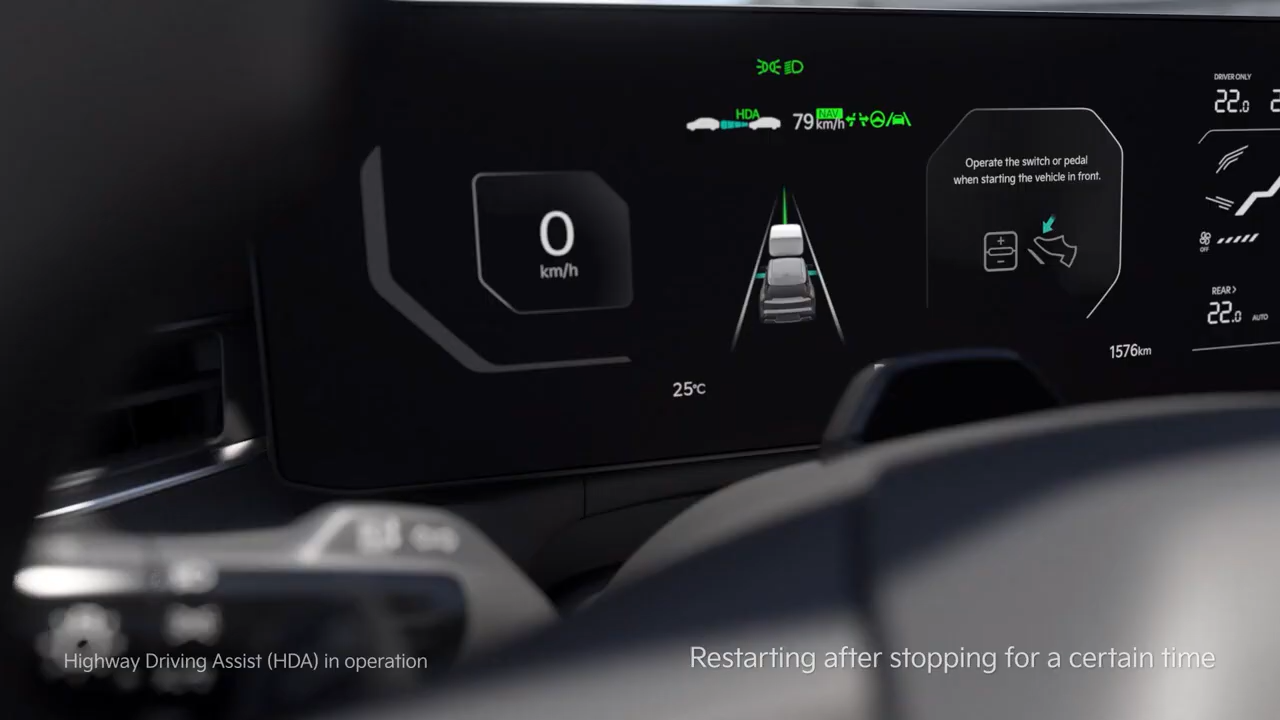 DRIVER ONLY
22.0
HDA
79
NAV
km/h
Operate the switch or pedal
when starting the vehicle in front.
0
km/h
OFF
REAR >
22.0 AUTO
1576km
25°C
Highway Driving Assist (HDA) in operation
Restarting after stopping for a certain time